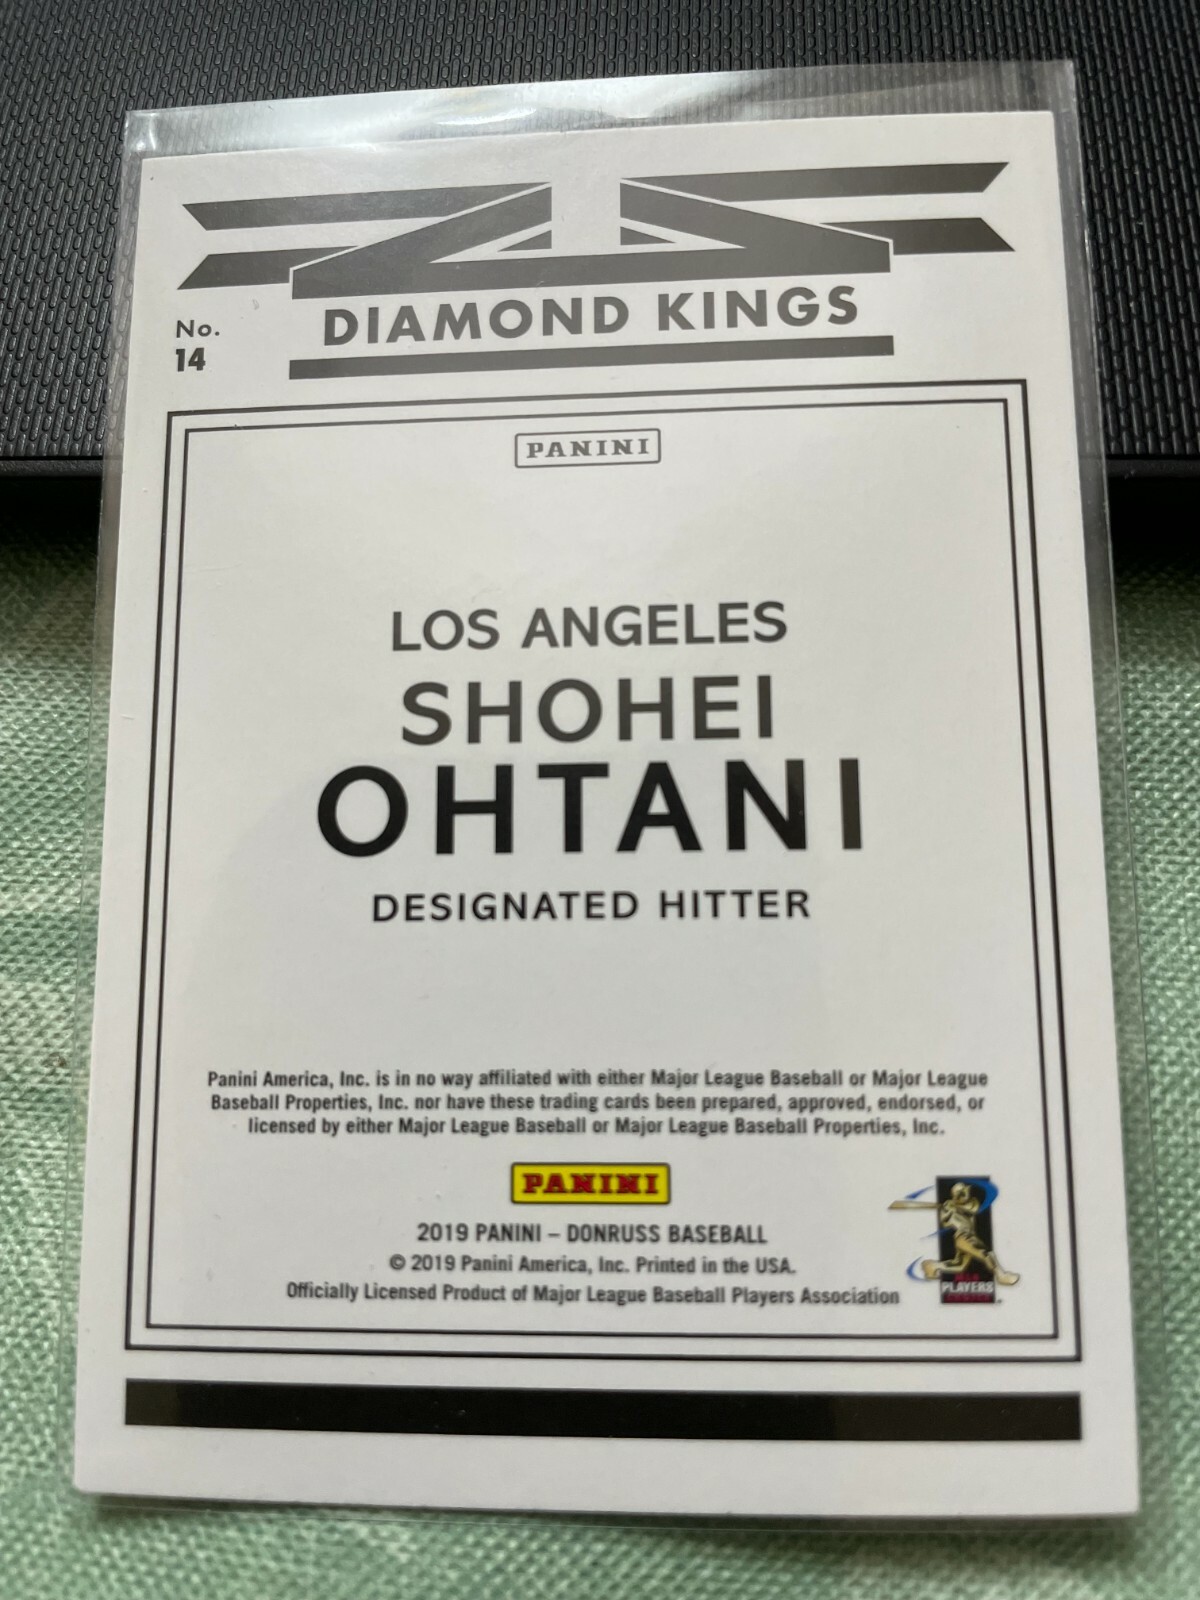 DIAMOND KINGS
No.
14
PANINI
LOS ANGELES
SHOHEI
OHTANI
DESIGNATED HITTER
Panini America, Inc. is in no way affiliated with either Major League Baseball or Major League
Baseball Properties, Inc. nor have these trading cards been prepared, approved, endorsed, or
licensed by either Major League Baseball or Major League Baseball Properties, Inc.
PANINI
2019 PANINI – DONRUSS BASEBALL
© 2019 Panini America, Inc. Printed in the USA.
Officially Licensed Product of Major League Baseball Players Association
PLAYERS